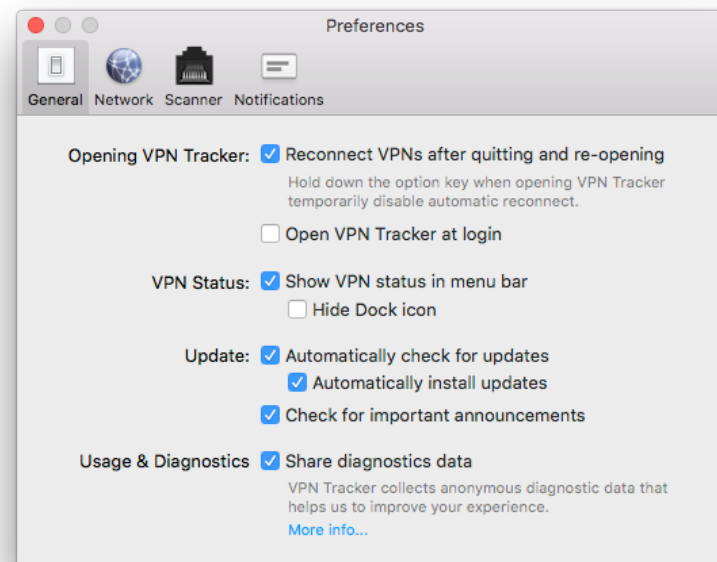 Preferences
General Network Scanner Notifications
Opening VPN Tracker: Reconnect VPNs after quitting and re-opening
Hold down the option key when opening VPN Tracker
temporarily disable automatic reconnect.
Open VPN Tracker at login
VPN Status: Show VPN status in menu bar
Hide Dock icon
Update: Automatically check for updates
Automatically install updates
Check for important announcements
Usage & Diagnostics Share diagnostics data
VPN Tracker collects anonymous diagnostic data that
helps us to improve your experience.
More info...